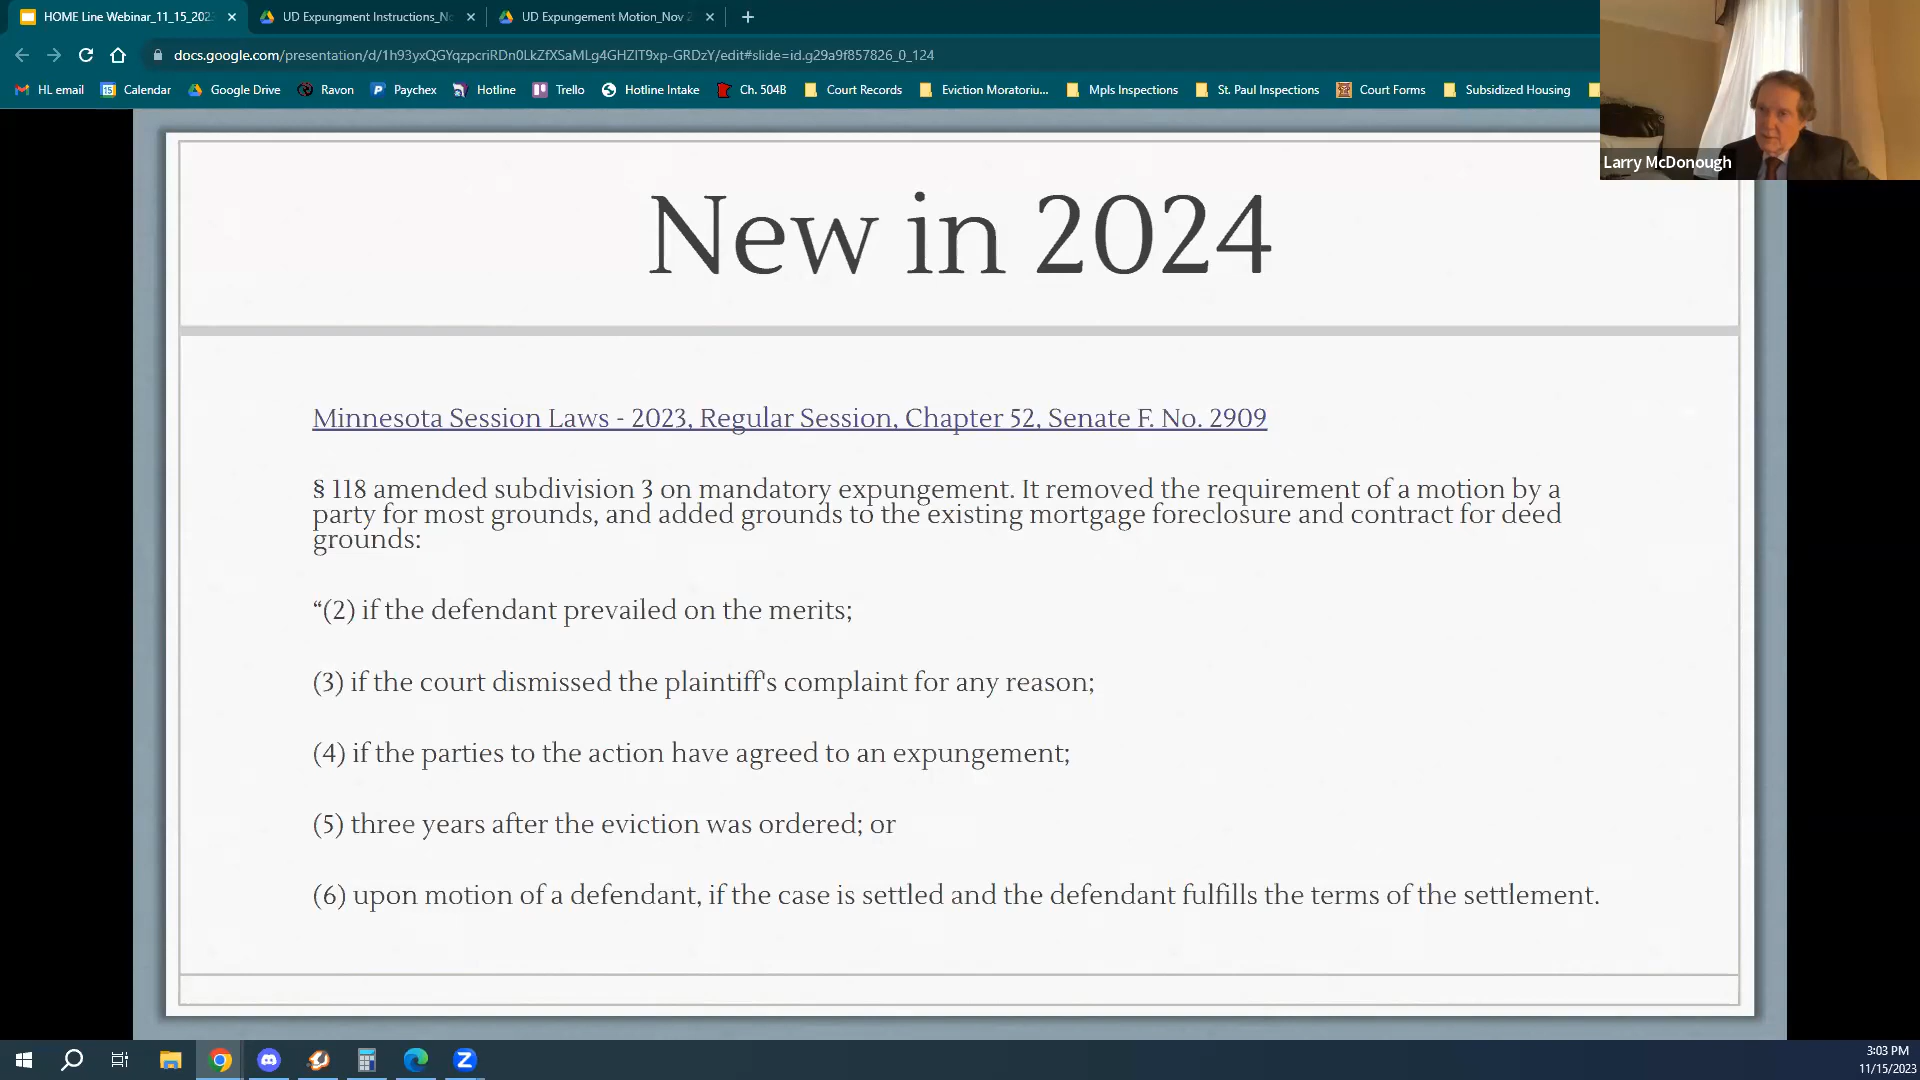 HOME Line Webinar_11_15_202
UD Expungment Instructions_No
UD Expungement Motion_Nov 2
docs.google.com/presentation/d/1h93yxQGYqzpcriRDn0LkZfXSaMLg4GHZIT9xp-GRDzY/edit#slide=id.g29a9f857826_0_124
HL email Calendar Google Drive Ravon Paychex Hotline Trello Hotline Intake Ch. 504B Court Records Eviction Moratoriu... Mpls Inspections St. Paul Inspections Court Forms Subsidized Housing
Larry McDonough
New in 2024
Minnesota Session Laws - 2023, Regular Session, Chapter 52, Senate F. No. 2909
§ 118 amended subdivision 3 on mandatory expungement. It removed the requirement of a motion by a
party for most grounds, and added grounds to the existing mortgage foreclosure and contract for deed
grounds:
“(2) if the defendant prevailed on the merits;
(3) if the court dismissed the plaintiff's complaint for any reason;
(4) if the parties to the action have agreed to an expungement;
(5) three years after the eviction was ordered; or
(6) upon motion of a defendant, if the case is settled and the defendant fulfills the terms of the settlement.
3:03 PM
11/15/2023